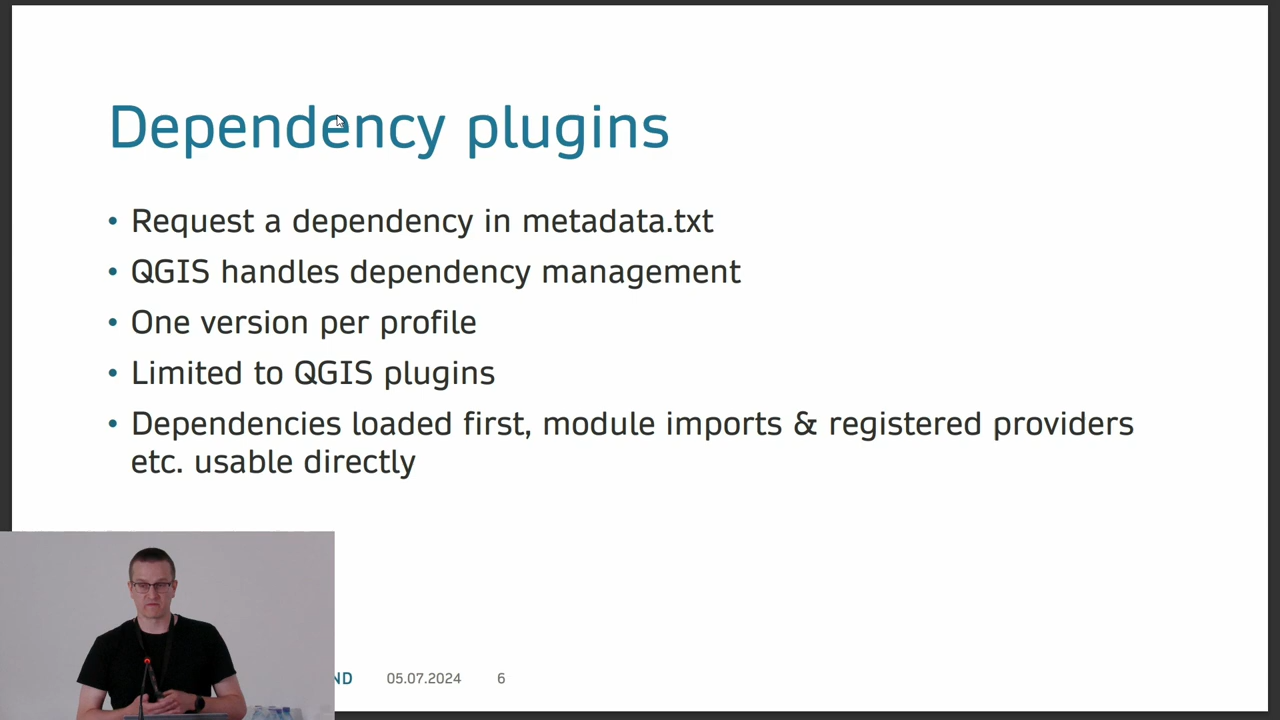 Dependency plugins
• Request a dependency in metadata.txt
• QGIS handles dependency management
• One version per profile
• Limited to QGIS plugins
• Dependencies loaded first, module imports & registered providers
etc. usable directly
05.07.2024 6